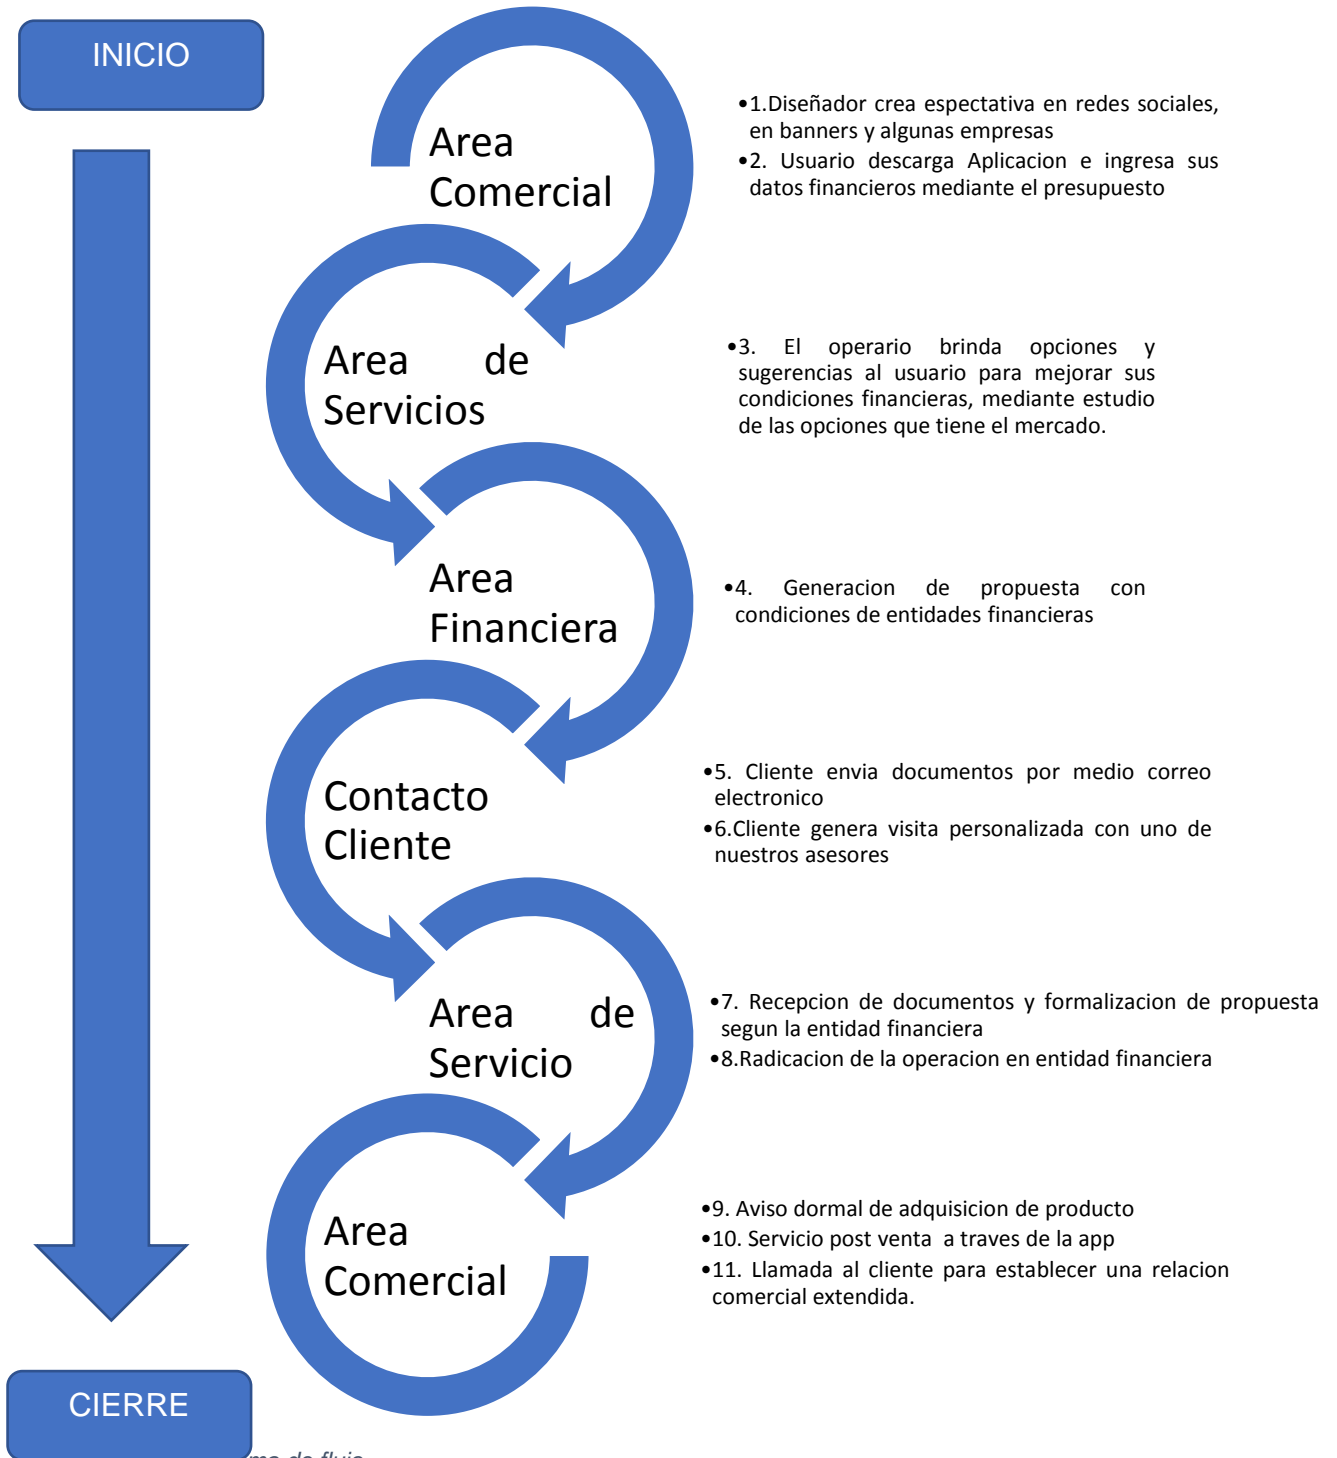 INICIO
Area
Comercial
•1.Diseñador crea espectativa en redes sociales,
en banners y algunas empresas
•2. Usuario descarga Aplicacion e ingresa sus
datos financieros mediante el presupuesto
Area de
Servicios
•3. El operario brinda opciones y
sugerencias al usuario para mejorar sus
condiciones financieras, mediante estudio
de las opciones que tiene el mercado.
Area
Financiera
•4. Generacion de propuesta con
condiciones de entidades financieras
Contacto
Cliente
•5. Cliente envia documentos por medio correo
electronico
•6.Cliente genera visita personalizada con uno de
nuestros asesores
Area de
Servicio
•7. Recepcion de documentos y formalizacion de propuesta
segun la entidad financiera
•8.Radicacion de la operacion en entidad financiera
Area
Comercial
•9. Aviso dormal de adquisicion de producto
•10. Servicio post venta a traves de la app
•11. Llamada al cliente para establecer una relacion
comercial extendida.
CIERRE
de flujo